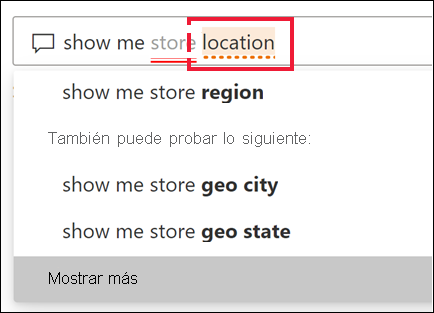 show me store location
show me store region
También puede probar lo siguiente:
show me store geo city
show me store geo state
Mostrar más